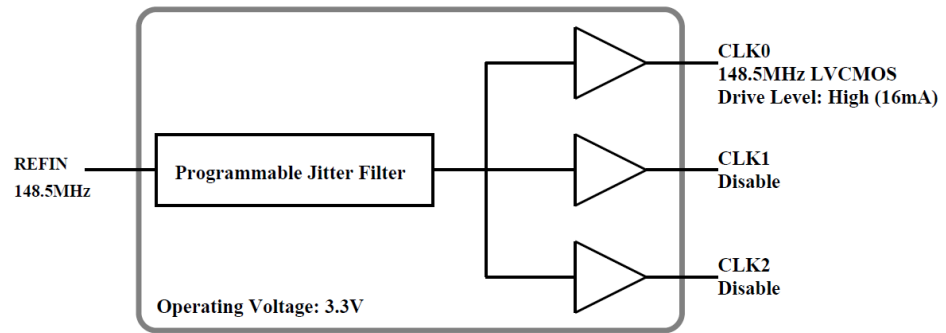 CLK0
148.5MHz LVCMOS
Drive Level: High (16mA)
REFIN
148.5MHz
Programmable Jitter Filter
CLK1
Disable
CLK2
Disable
Operating Voltage: 3.3V